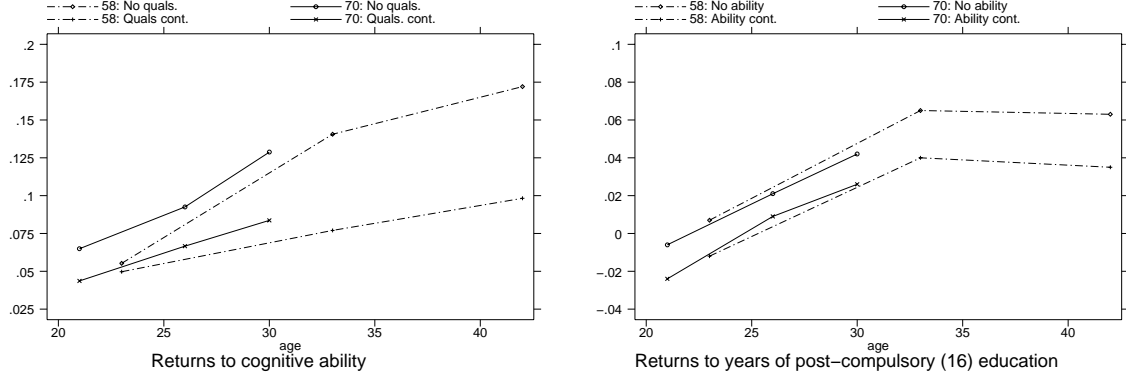 58: No quals. 70: No quals.
58: Quals cont. 70: Quals. cont.
.2
.175
.15
.125
.1
.075
.05
.025
20 25 30 35 40
age
Returns to cognitive ability
58: No ability 70: No ability
58: Ability cont. 70: Ability cont.
.1
.08
.06
.04
.02
0
−.02
−.04
20 25 30 35 40
age
Returns to years of post−compulsory (16) education